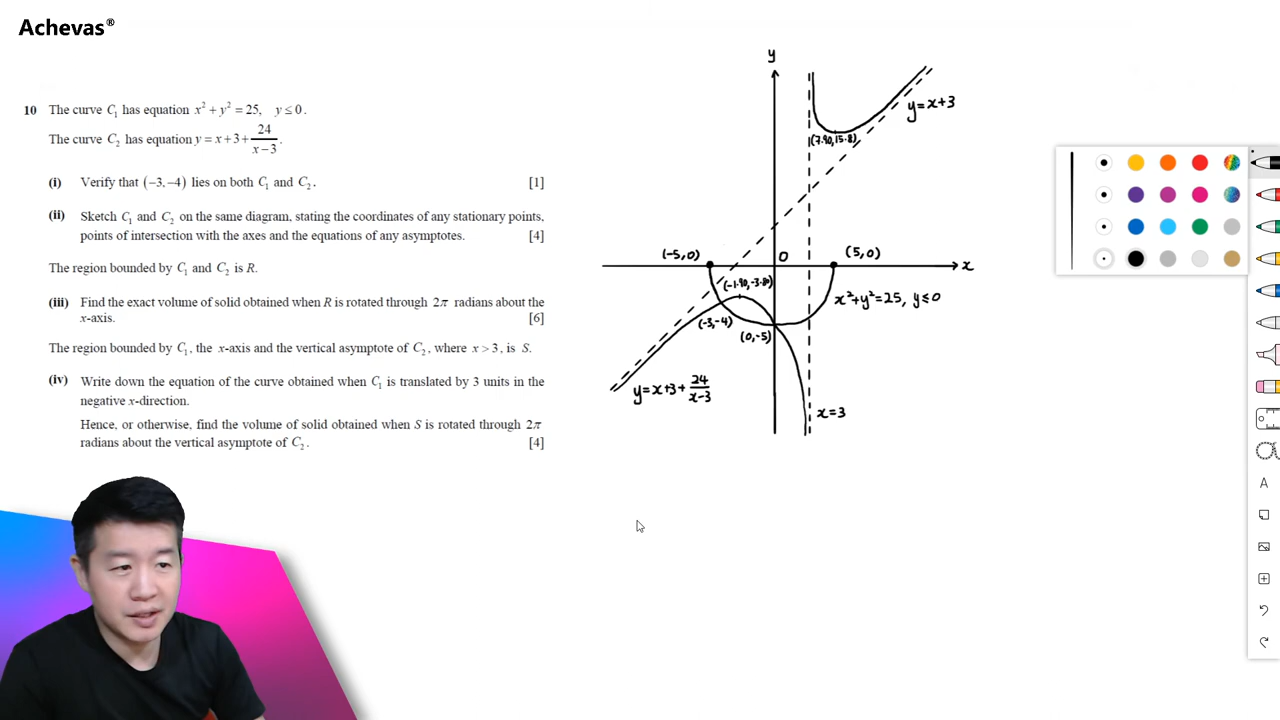 Achevas®
10 The curve C₁ has equation x² + y² = 25, y ≤ 0.
The curve C₂ has equation y = x + 3 + 24/(x−3).
(i) Verify that (−3, −4) lies on both C₁ and C₂. [1]
(ii) Sketch C₁ and C₂ on the same diagram, stating the coordinates of any stationary points,
points of intersection with the axes and the equations of any asymptotes. [4]
The region bounded by C₁ and C₂ is R.
(iii) Find the exact volume of solid obtained when R is rotated through 2π radians about the
x-axis. [6]
The region bounded by C₁, the x-axis and the vertical asymptote of C₂, where x > 3, is S.
(iv) Write down the equation of the curve obtained when C₁ is translated by 3 units in the
negative x-direction.
Hence, or otherwise, find the volume of solid obtained when S is rotated through 2π
radians about the vertical asymptote of C₂. [4]
y
y=x+3
(7.90,15.8)
(-5,0)
0
(5,0)
x
(-1.90,-3.80)
x²+y²=25, y≤0
(-3,-4)
(0,-5)
y=x+3+24/(x-3)
x=3
A